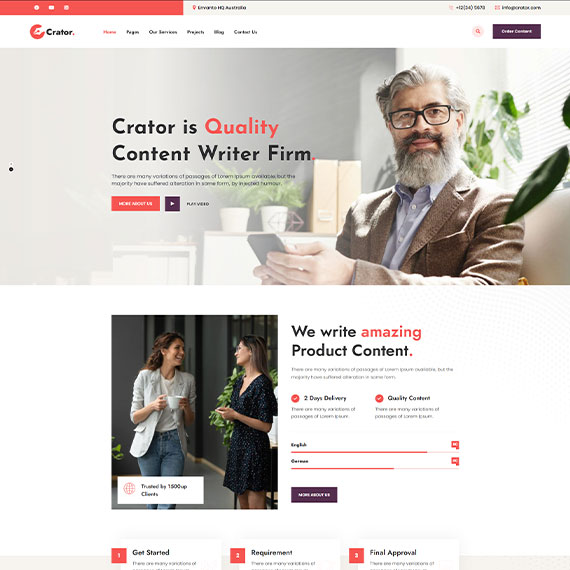 Envanto HQ Australia
+12(34) 5678
info@crator.com
Crator.
Home
Pages
Our Services
Projects
Blog
Contact Us
Order Content
Crator is Quality
Content Writer Firm.
There are many variations of passages of Lorem Ipsum available, but the
majority have suffered alteration in some form, by injected humour.
MORE ABOUT US
PLAY VIDEO
We write amazing
Product Content.
There are many variations of passages of Lorem Ipsum available, but the
majority have suffered alteration in some form.
2 Days Delivery
Quality Content
There are many variations of
passages of Lorem Ipsum
There are many variations of
passages of Lorem Ipsum
English
German
MORE ABOUT US
Trusted by 1500up
Clients
1
Get Started
There are many variations of
2
Requirement
There are many variations of
3
Final Approval
There are many variations of